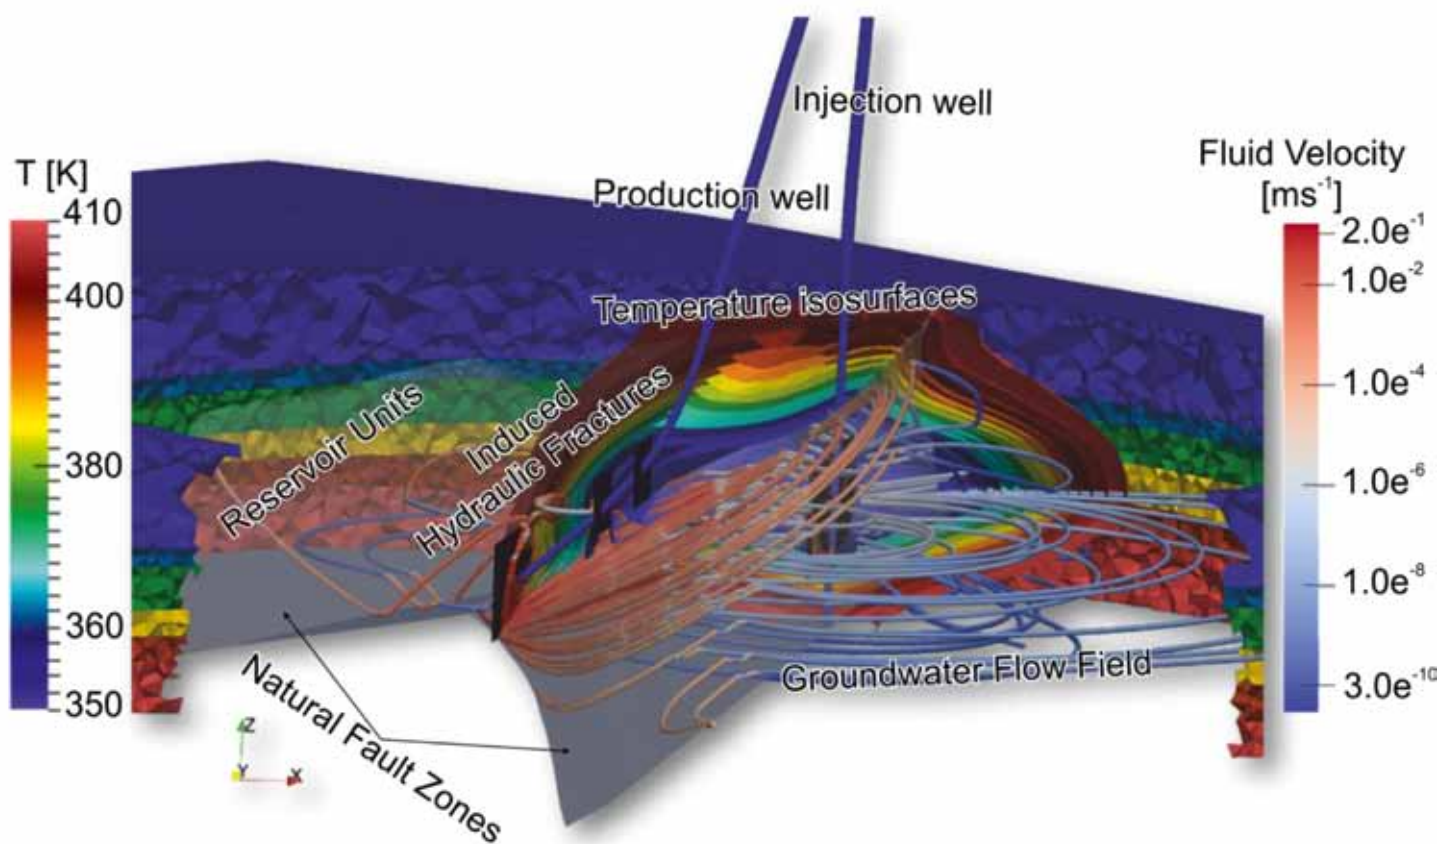 Injection well
Production well
T [K]
410
400
380
360
350
Fluid Velocity
[ms⁻¹]
2.0e⁻¹
1.0e⁻²
1.0e⁻⁴
1.0e⁻⁶
1.0e⁻⁸
3.0e⁻¹⁰
Temperature isosurfaces
Reservoir Units
Induced
Hydraulic Fractures
Groundwater Flow Field
Natural Fault Zones
Z
Y
X